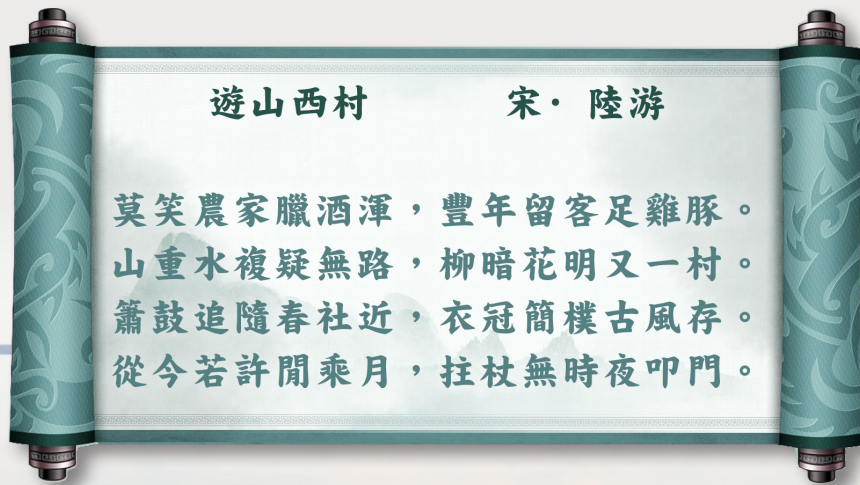 遊山西村 宋·陸游
莫笑農家臘酒渾，豐年留客足雞豚。
山重水複疑無路，柳暗花明又一村。
簫鼓追隨春社近，衣冠簡樸古風存。
從今若許閒乘月，拄杖無時夜叩門。